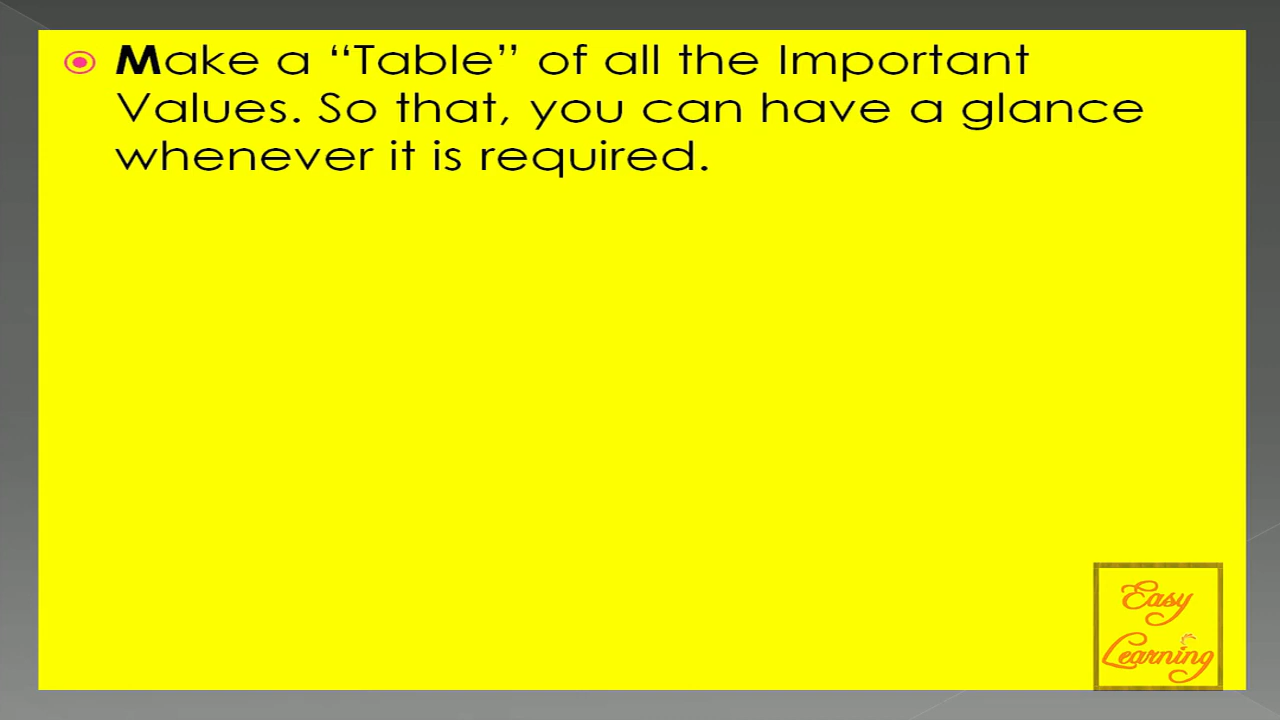 Make a “Table” of all the Important
Values. So that, you can have a glance
whenever it is required.
Easy
Learning